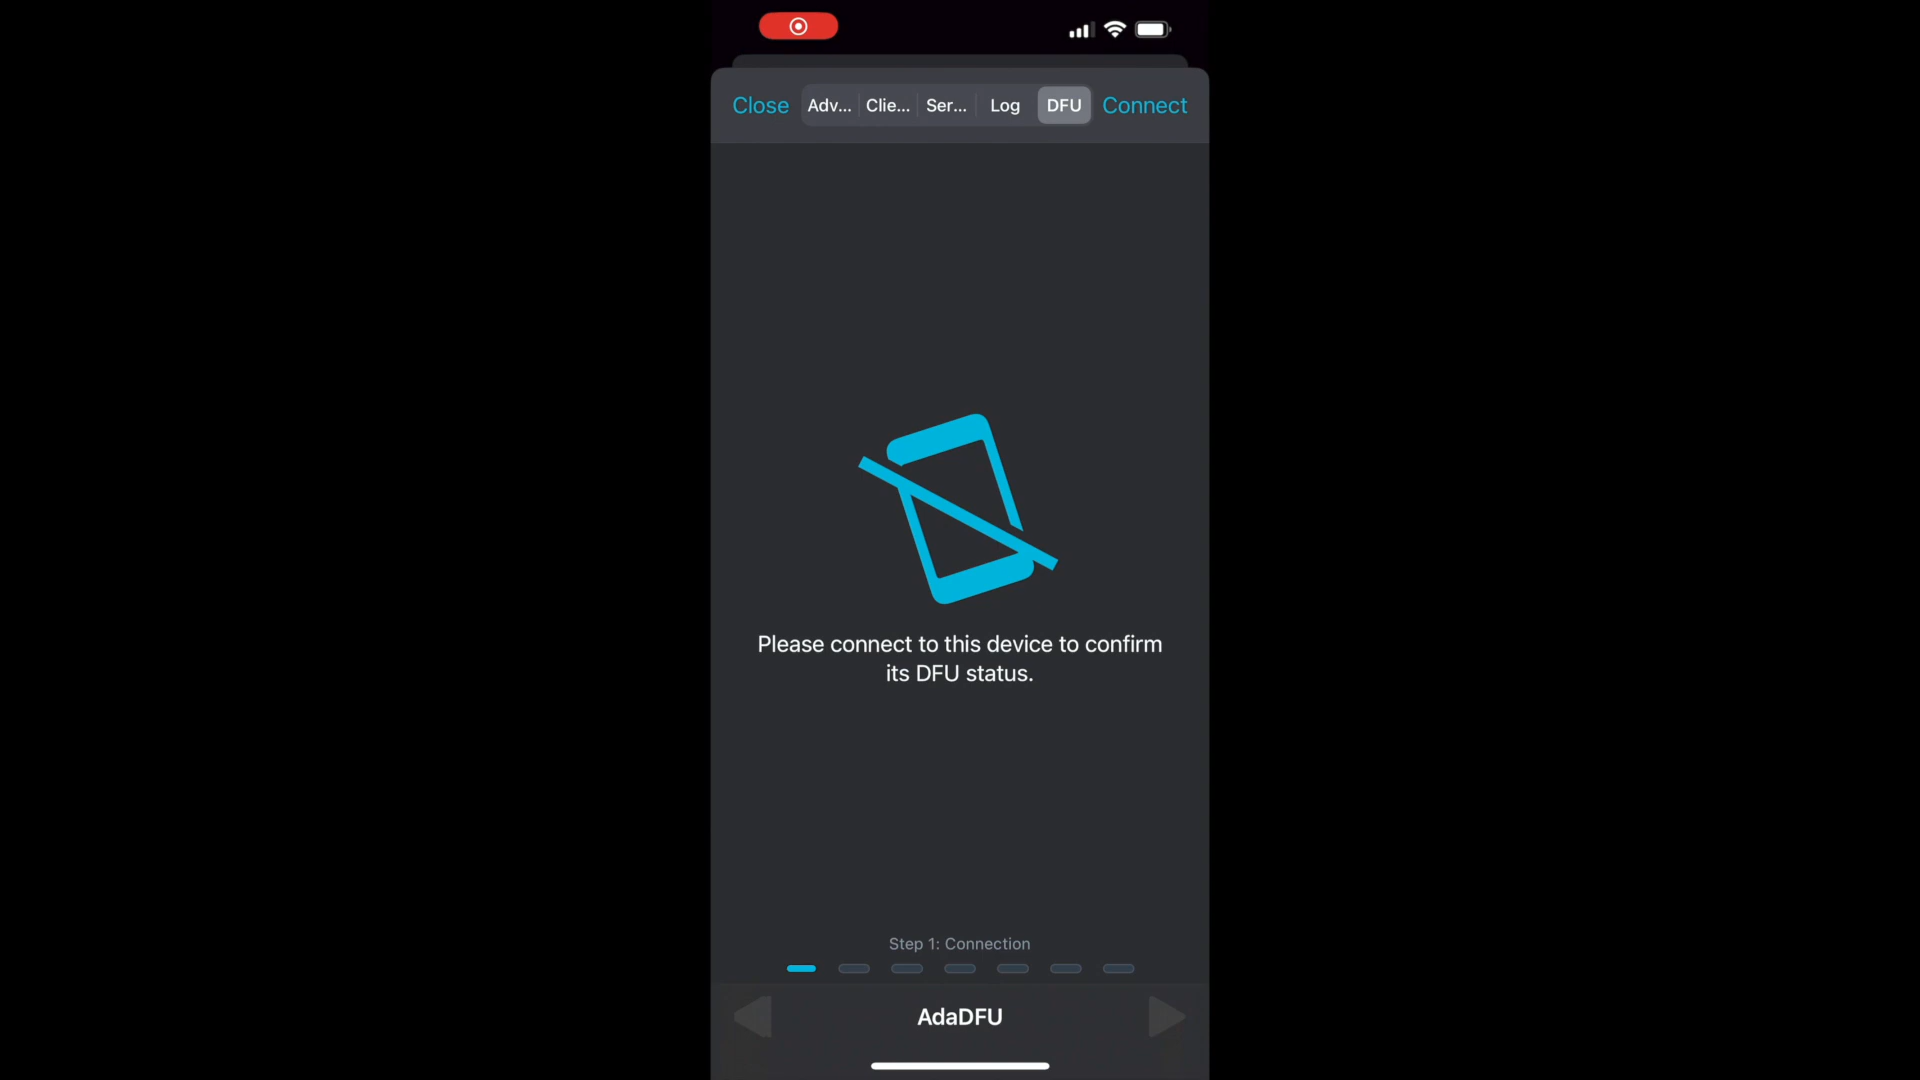 Close Adv... Clie... Ser... Log DFU Connect
Please connect to this device to confirm
its DFU status.
Step 1: Connection
AdaDFU